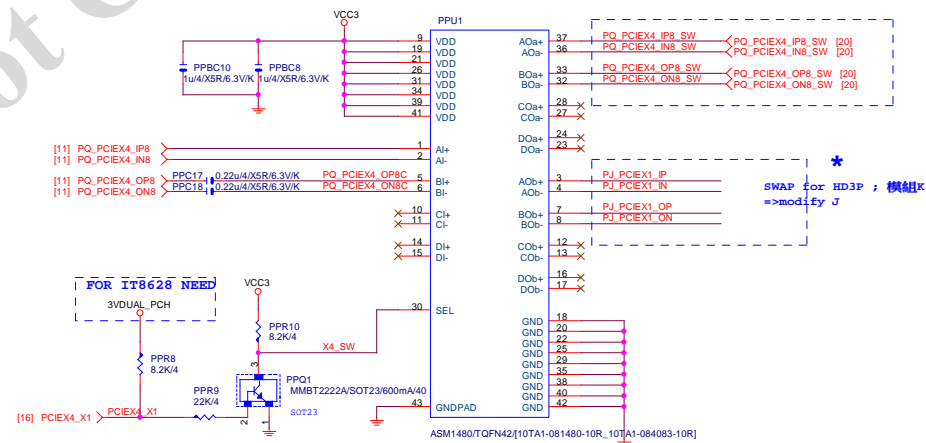 ot C
VCC3
PPU1
PPBC10
1u/4/X5R/6.3V/K
PPBC8
1u/4/X5R/6.3V/K
9 VDD
19 VDD
21 VDD
26 VDD
31 VDD
34 VDD
39 VDD
41 VDD
AOa+ 37 PQ_PCIEX4_IP8_SW PQ_PCIEX4_IP8_SW [20]
AOa- 36 PQ_PCIEX4_IN8_SW PQ_PCIEX4_IN8_SW [20]
BOa+ 33 PQ_PCIEX4_OP8_SW PQ_PCIEX4_OP8_SW [20]
BOa- 32 PQ_PCIEX4_ON8_SW PQ_PCIEX4_ON8_SW [20]
COa+ 28
COa- 27
DOa+ 24
DOa- 23
[11] PQ_PCIEX4_IP8 1 AI+
[11] PQ_PCIEX4_IN8 2 AI-
[11] PQ_PCIEX4_OP8 PPC17 0.22u/4/X5R/6.3V/K PQ_PCIEX4_OP8C 5 BI+
[11] PQ_PCIEX4_ON8 PPC18 0.22u/4/X5R/6.3V/K PQ_PCIEX4_ON8C 6 BI-
10 CI+
11 CI-
14 DI+
15 DI-
AOb+ 3 PJ_PCIEX1_IP
AOb- 4 PJ_PCIEX1_IN
BOb+ 7 PJ_PCIEX1_OP
BOb- 8 PJ_PCIEX1_ON
COb+ 12
COb- 13
DOb+ 16
DOb- 17
*
SWAP for HD3P ; 模組K
=>modify J
FOR IT8628 NEED
3VDUAL_PCH
VCC3
PPR8
8.2K/4
PPR10
8.2K/4
X4_SW
30 SEL
PPQ1
MMBT2222A/SOT23/600mA/40
SOT23
3
2
1
PPR9
22K/4
[16] PCIEX4_X1 PCIEX4_X1
43 GNDPAD
GND 18
GND 20
GND 22
GND 25
GND 29
GND 35
GND 38
GND 40
GND 42
ASM1480/TQFN42/[10TA1-081480-10R_10TA1-084083-10R]